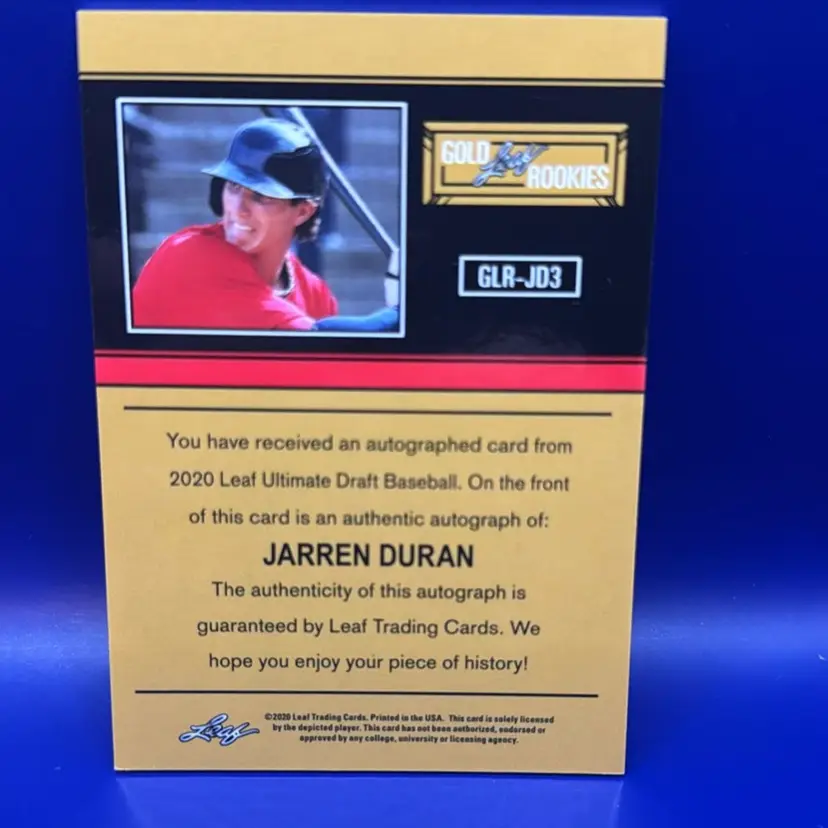 GOLD Leaf ROOKIES
GLR-JD3
You have received an autographed card from
2020 Leaf Ultimate Draft Baseball. On the front
of this card is an authentic autograph of:
JARREN DURAN
The authenticity of this autograph is
guaranteed by Leaf Trading Cards. We
hope you enjoy your piece of history!
Leaf
©2020 Leaf Trading Cards. Printed in the USA. This card is solely licensed
by the depicted player. This card has not been authorized, endorsed or
approved by any college, university or licensing agency.